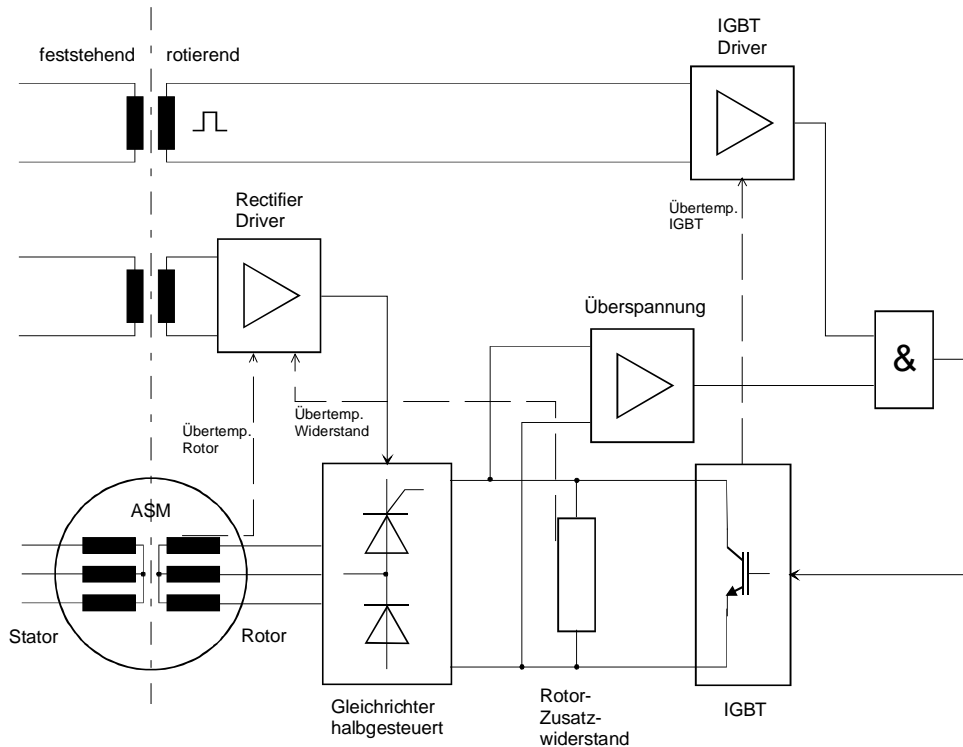 feststehend
rotierend
IGBT
Driver
Rectifier
Driver
Übertemp.
IGBT
Überspannung
&
Übertemp.
Rotor
Übertemp.
Widerstand
ASM
Stator
Rotor
Gleichrichter
halbgesteuert
Rotor-
Zusatz-
widerstand
IGBT